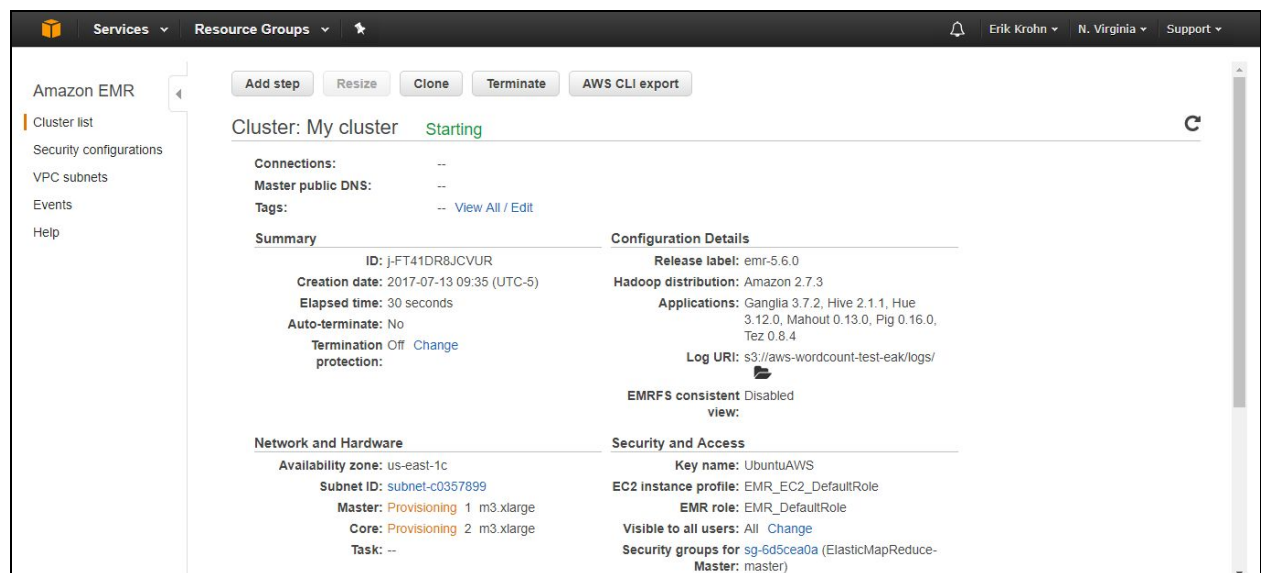 Services Resource Groups Erik Krohn N. Virginia Support
Amazon EMR
Cluster list
Security configurations
VPC subnets
Events
Help
Add step Resize Clone Terminate AWS CLI export
Cluster: My cluster Starting
Connections: --
Master public DNS: --
Tags: -- View All / Edit
Summary
ID: j-FT41DR8JCVUR
Creation date: 2017-07-13 09:35 (UTC-5)
Elapsed time: 30 seconds
Auto-terminate: No
Termination Off Change
protection:
Configuration Details
Release label: emr-5.6.0
Hadoop distribution: Amazon 2.7.3
Applications: Ganglia 3.7.2, Hive 2.1.1, Hue
3.12.0, Mahout 0.13.0, Pig 0.16.0,
Tez 0.8.4
Log URI: s3://aws-wordcount-test-eak/logs/
EMRFS consistent Disabled
view:
Network and Hardware
Availability zone: us-east-1c
Subnet ID: subnet-c0357899
Master: Provisioning 1 m3.xlarge
Core: Provisioning 2 m3.xlarge
Task: --
Security and Access
Key name: UbuntuAWS
EC2 instance profile: EMR_EC2_DefaultRole
EMR role: EMR_DefaultRole
Visible to all users: All Change
Security groups for sg-6d5cea0a (ElasticMapReduce-
Master: master)